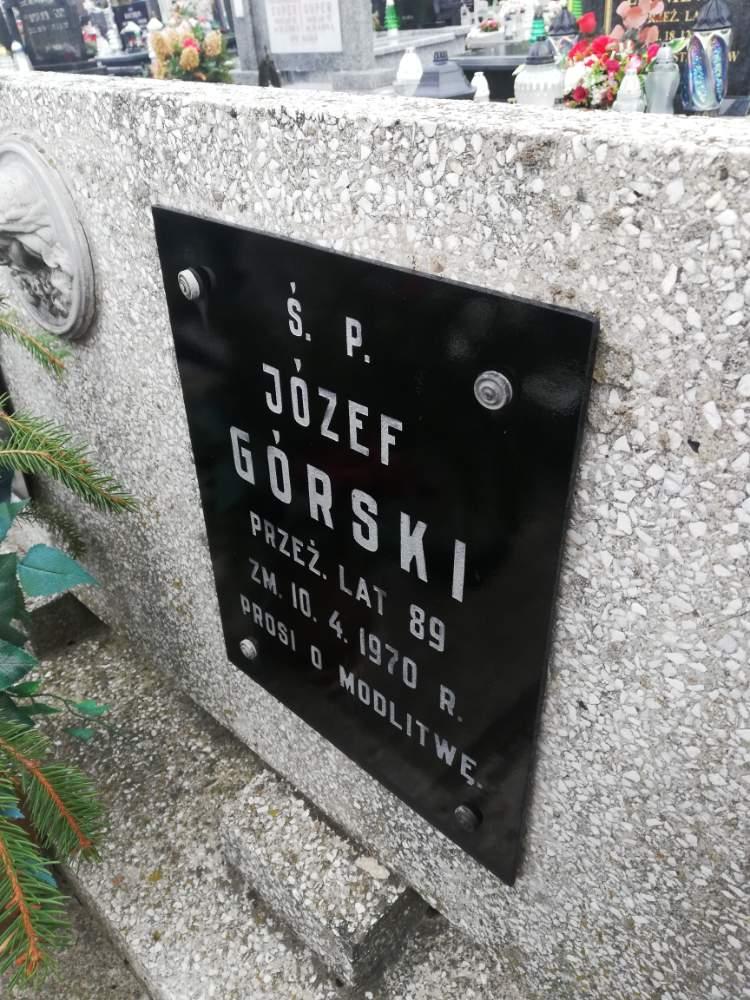 Ś. P.
JÓZEF
GÓRSKI
PRZEŻ. LAT 89
ZM. 10. 4. 1970 R.
PROSI O MODLITWĘ.